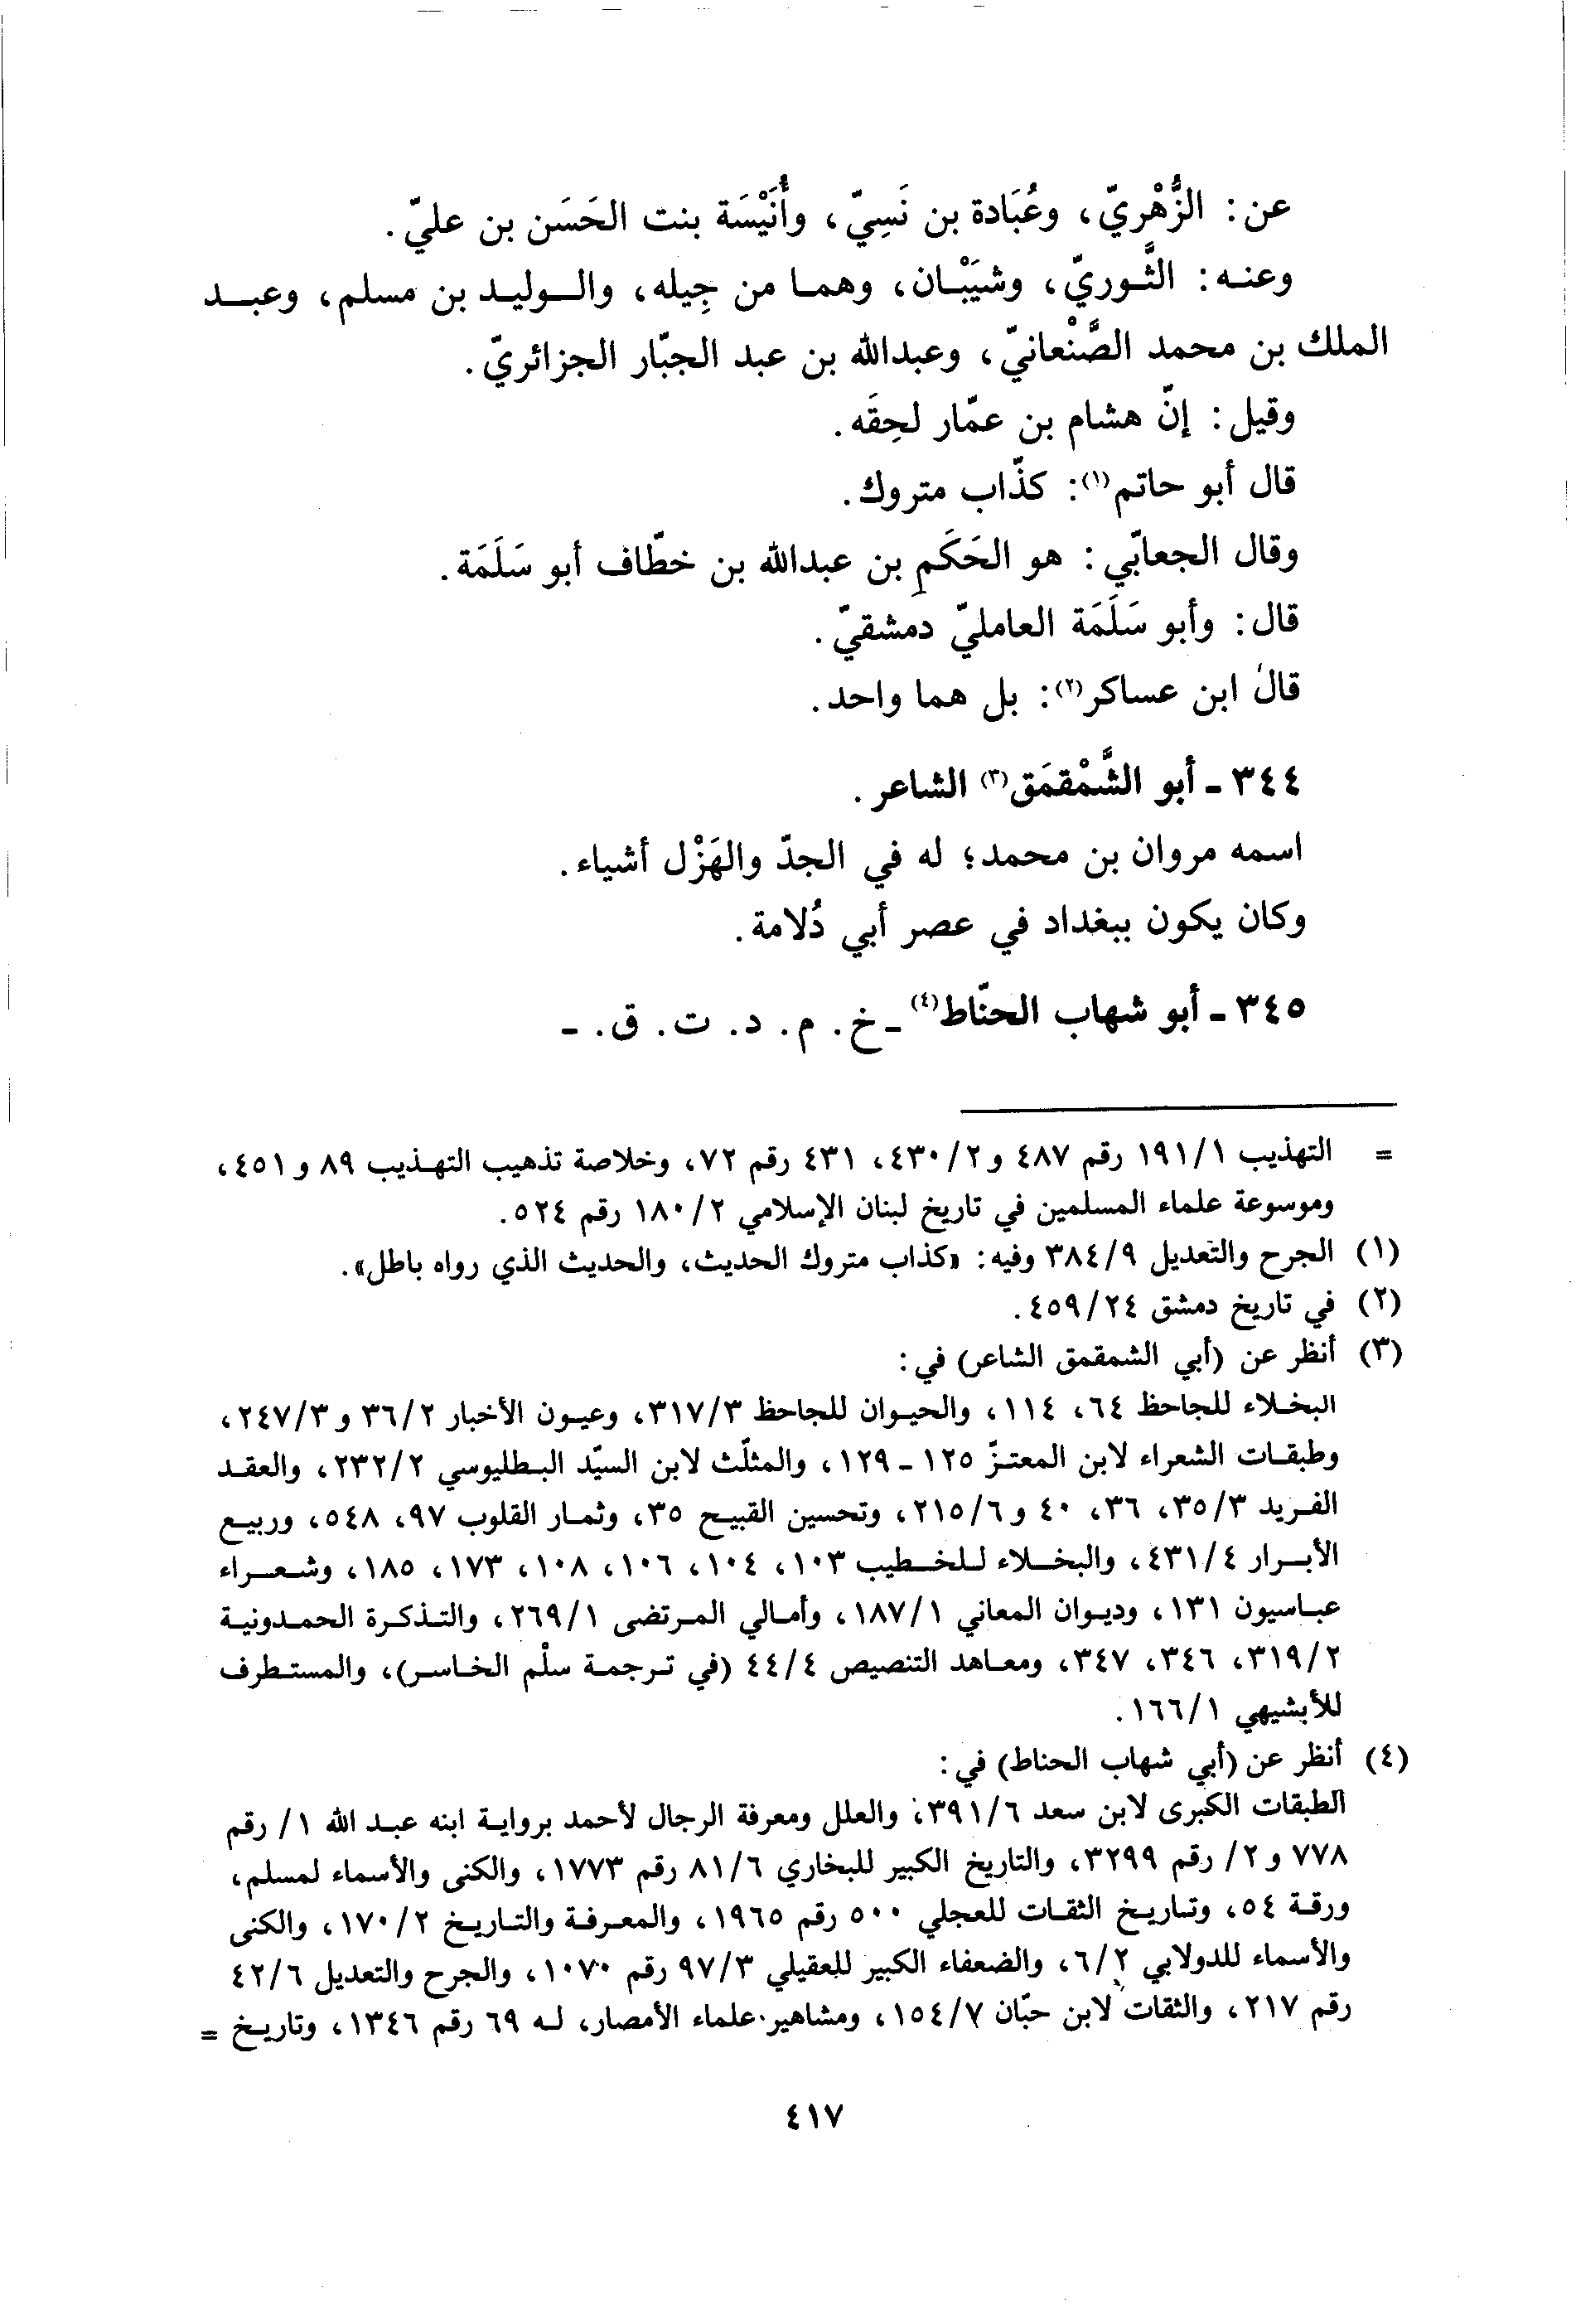 عن: الزُّهْريّ، وعُبَادة بن نَسِيّ، وأُنَيْسَة بنت الحَسَن بن عليّ.
وعنه: الثَّوريّ، وشَيْبان، وهما من جِيله، والوليد بن مسلم، وعبد
الملك بن محمد الصَّنْعانيّ، وعبدالله بن عبد الجبّار الجزائريّ.
وقيل: إنّ هشام بن عمّار لحِقَه.
قال أبو حاتم(١): كذّاب متروك.
وقال الجعابّي: هو الحَكَمِ بن عبدالله بن خطّاف أبو سَلَمَة.
قال: وأبو سَلَمَة العامليّ دمشقيّ.
قال ابن عساكر(٢): بل هما واحد.
٣٤٤ - أبو الشَّمْقمَق(٣) الشاعر.
اسمه مروان بن محمد؛ له في الجدّ والهَزْل أشياء.
وكان يكون ببغداد في عصر أبي دُلامة.
٣٤٥ - أبو شهاب الحنّاط(٤) - خ. م. د. ت. ق. -
= التهذيب ١٩١/١ رقم ٤٨٧ و٤٣٠/٢، ٤٣١ رقم ٧٢، وخلاصة تذهيب التهذيب ٨٩ و٤٥١،
وموسوعة علماء المسلمين في تاريخ لبنان الإسلامي ١٨٠/٢ رقم ٥٢٤.
(١) الجرح والتعديل ٣٨٤/٩ وفيه: «كذاب متروك الحديث، والحديث الذي رواه باطل».
(٢) في تاريخ دمشق ٤٥٩/٢٤.
(٣) أنظر عن (أبي الشمقمق الشاعر) في:
البخلاء للجاحظ ٦٤، ١١٤، والحيوان للجاحظ ٣١٧/٣، وعيون الأخبار ٣٦/٢ و٢٤٧/٣،
وطبقات الشعراء لابن المعتزّ ١٢٥ - ١٢٩، والمثلّث لابن السيّد البطليوسي ٢٣٢/٢، والعقد
الفريد ٣٥/٣، ٣٦، ٤٠ و٢١٥/٦، وتحسين القبيح ٣٥، وثمار القلوب ٩٧، ٥٤٨، وربيع
الأبرار ٤٣١/٤، والبخلاء للخطيب ١٠٣، ١٠٤، ١٠٦، ١٠٨، ١٧٣، ١٨٥، وشعراء
عباسيون ١٣١، وديوان المعاني ١٨٧/١، وأمالي المرتضى ٢٦٩/١، والتذكرة الحمدونية
٣١٩/٢، ٣٤٦، ٣٤٧، ومعاهد التنصيص ٤٤/٤ (في ترجمة سلْم الخاسر)، والمستطرف
للأبشيهي ١٦٦/١.
(٤) أنظر عن (أبي شهاب الحناط) في:
الطبقات الكبرى لابن سعد ٣٩١/٦، والعلل ومعرفة الرجال لأحمد برواية ابنه عبد الله ١/ رقم
٧٧٨ و٢/ رقم ٣٢٩٩، والتاريخ الكبير للبخاري ٨١/٦ رقم ١٧٧٣، والكنى والأسماء لمسلم،
ورقة ٥٤، وتاريخ الثقات للعجلي ٥٠٠ رقم ١٩٦٥، والمعرفة والتاريخ ١٧٠/٢، والكنى
والأسماء للدولابي ٦/٢، والضعفاء الكبير للعقيلي ٩٧/٣ رقم ١٠٧٠، والجرح والتعديل ٤٢/٦
رقم ٢١٧، والثقات لابن حبّان ١٥٤/٧، ومشاهير علماء الأمصار، له ٦٩ رقم ١٣٤٦، وتاريخ =
٤١٧